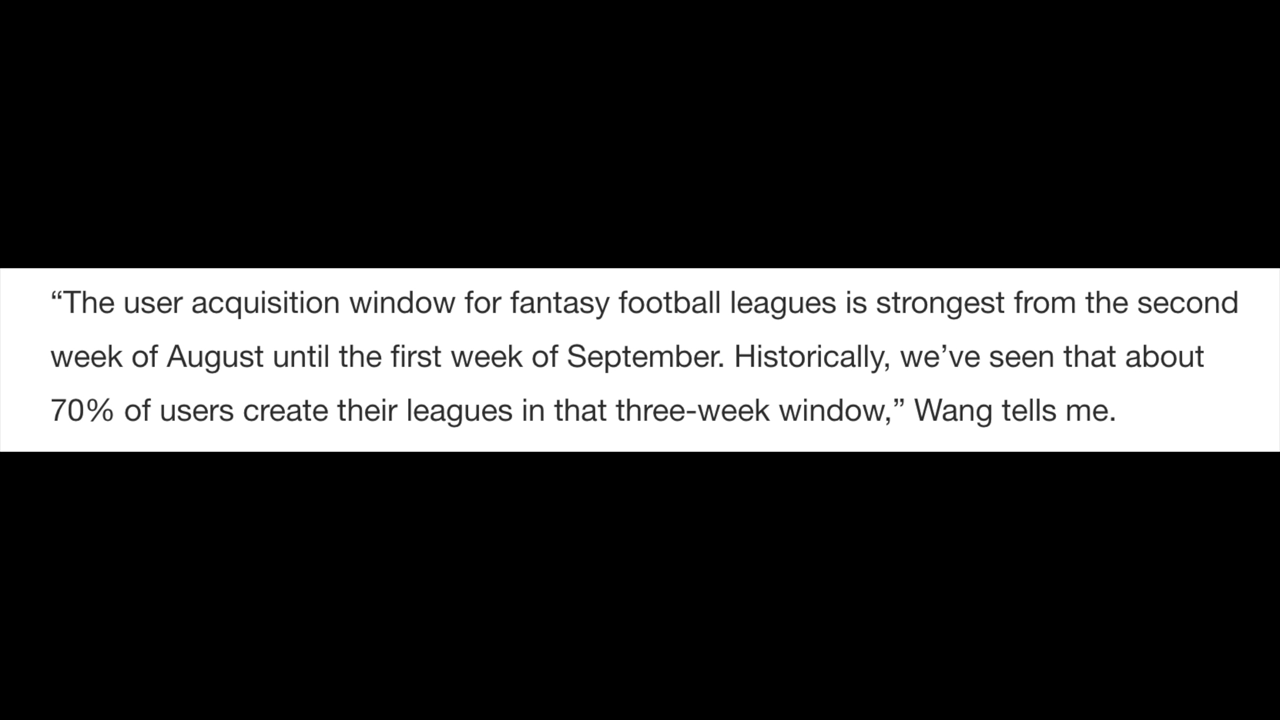 “The user acquisition window for fantasy football leagues is strongest from the second
week of August until the first week of September. Historically, we’ve seen that about
70% of users create their leagues in that three-week window,” Wang tells me.